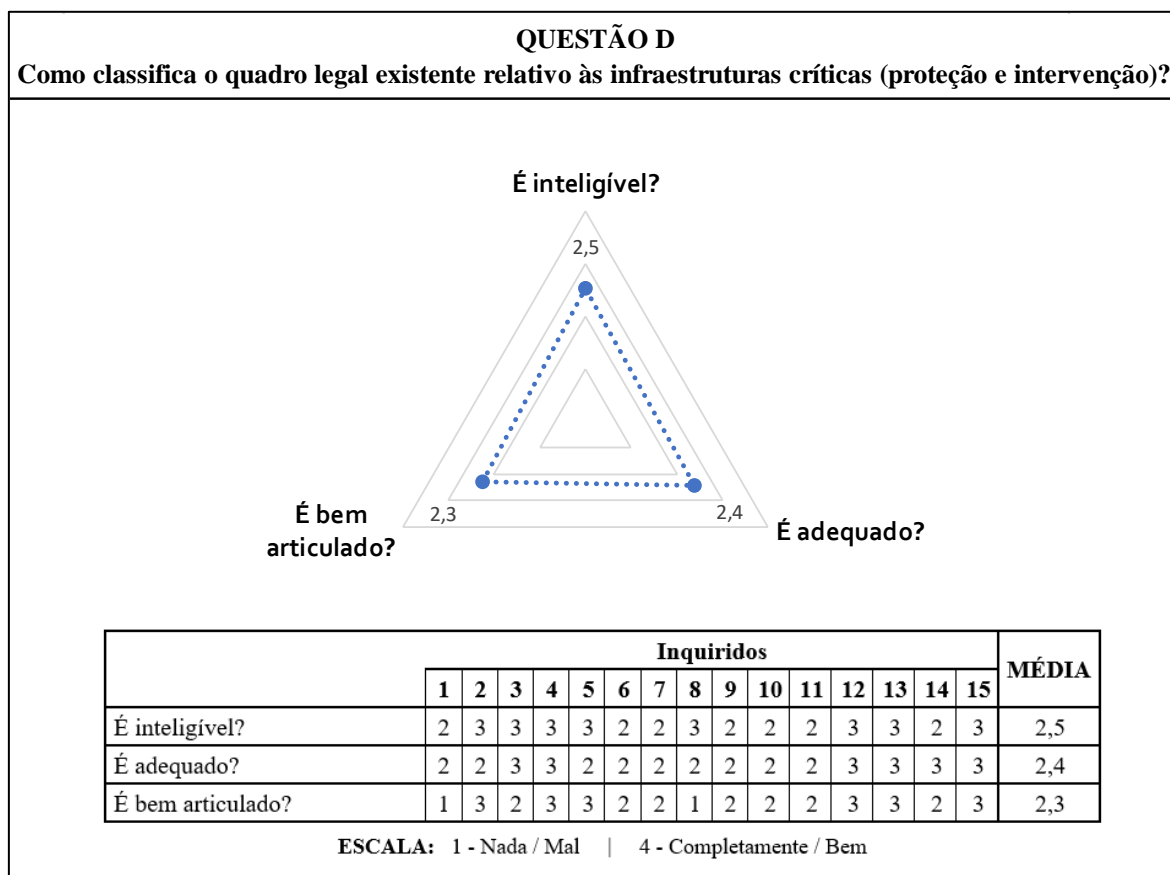 QUESTÃO D
Como classifica o quadro legal existente relativo às infraestruturas críticas (proteção e intervenção)?
É inteligível?
2,5
É bem
articulado?
2,3
2,4
É adequado?
Inquiridos MÉDIA
1 2 3 4 5 6 7 8 9 10 11 12 13 14 15
É inteligível? 2 3 3 3 3 2 2 3 2 2 2 3 3 2 3 2,5
É adequado? 2 2 3 3 2 2 2 2 2 2 2 3 3 3 3 2,4
É bem articulado? 1 3 2 3 3 2 2 1 2 2 2 3 3 2 3 2,3
ESCALA: 1 - Nada / Mal | 4 - Completamente / Bem